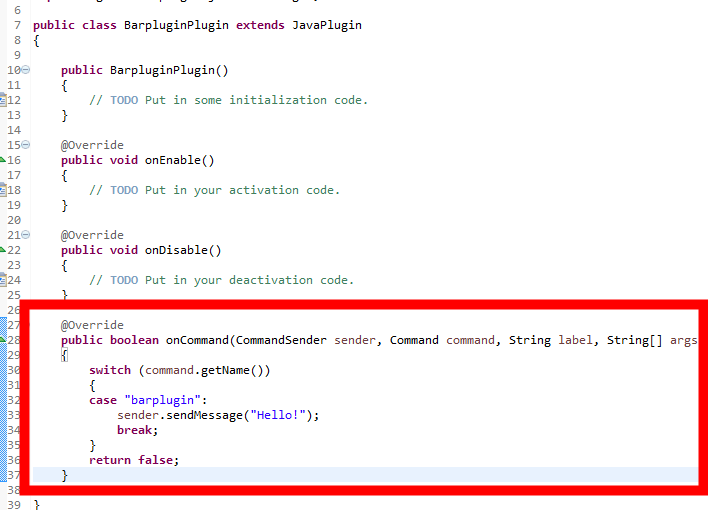 6
7 public class BarpluginPlugin extends JavaPlugin
8 {
9
10 public BarpluginPlugin()
11 {
12 // TODO Put in some initialization code.
13 }
14
15 @Override
16 public void onEnable()
17 {
18 // TODO Put in your activation code.
19 }
20
21 @Override
22 public void onDisable()
23 {
24 // TODO Put in your deactivation code.
25 }
26
27 @Override
28 public boolean onCommand(CommandSender sender, Command command, String label, String[] args
29 {
30 switch (command.getName())
31 {
32 case "barplugin":
33 sender.sendMessage("Hello!");
34 break;
35 }
36 return false;
37 }
38
39 }